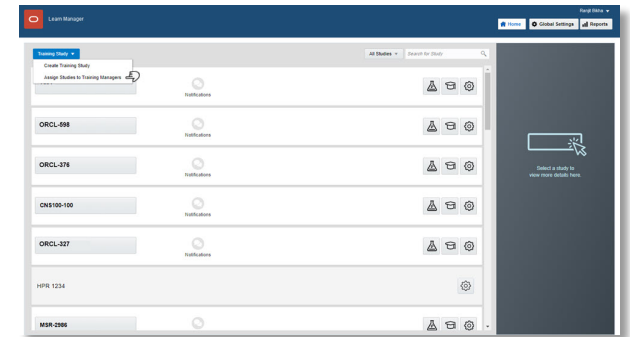 Ranjit Bikha
Learn Manager
Home
Global Settings
Reports
Training Study
All Studies
Search for Study
Create Training Study
Assign Studies to Training Managers
Notifications
ORCL-598
Notifications
ORCL-376
Notifications
Select a study to
view more details here.
CNS100-100
Notifications
ORCL-327
Notifications
HPR 1234
MSR-2986